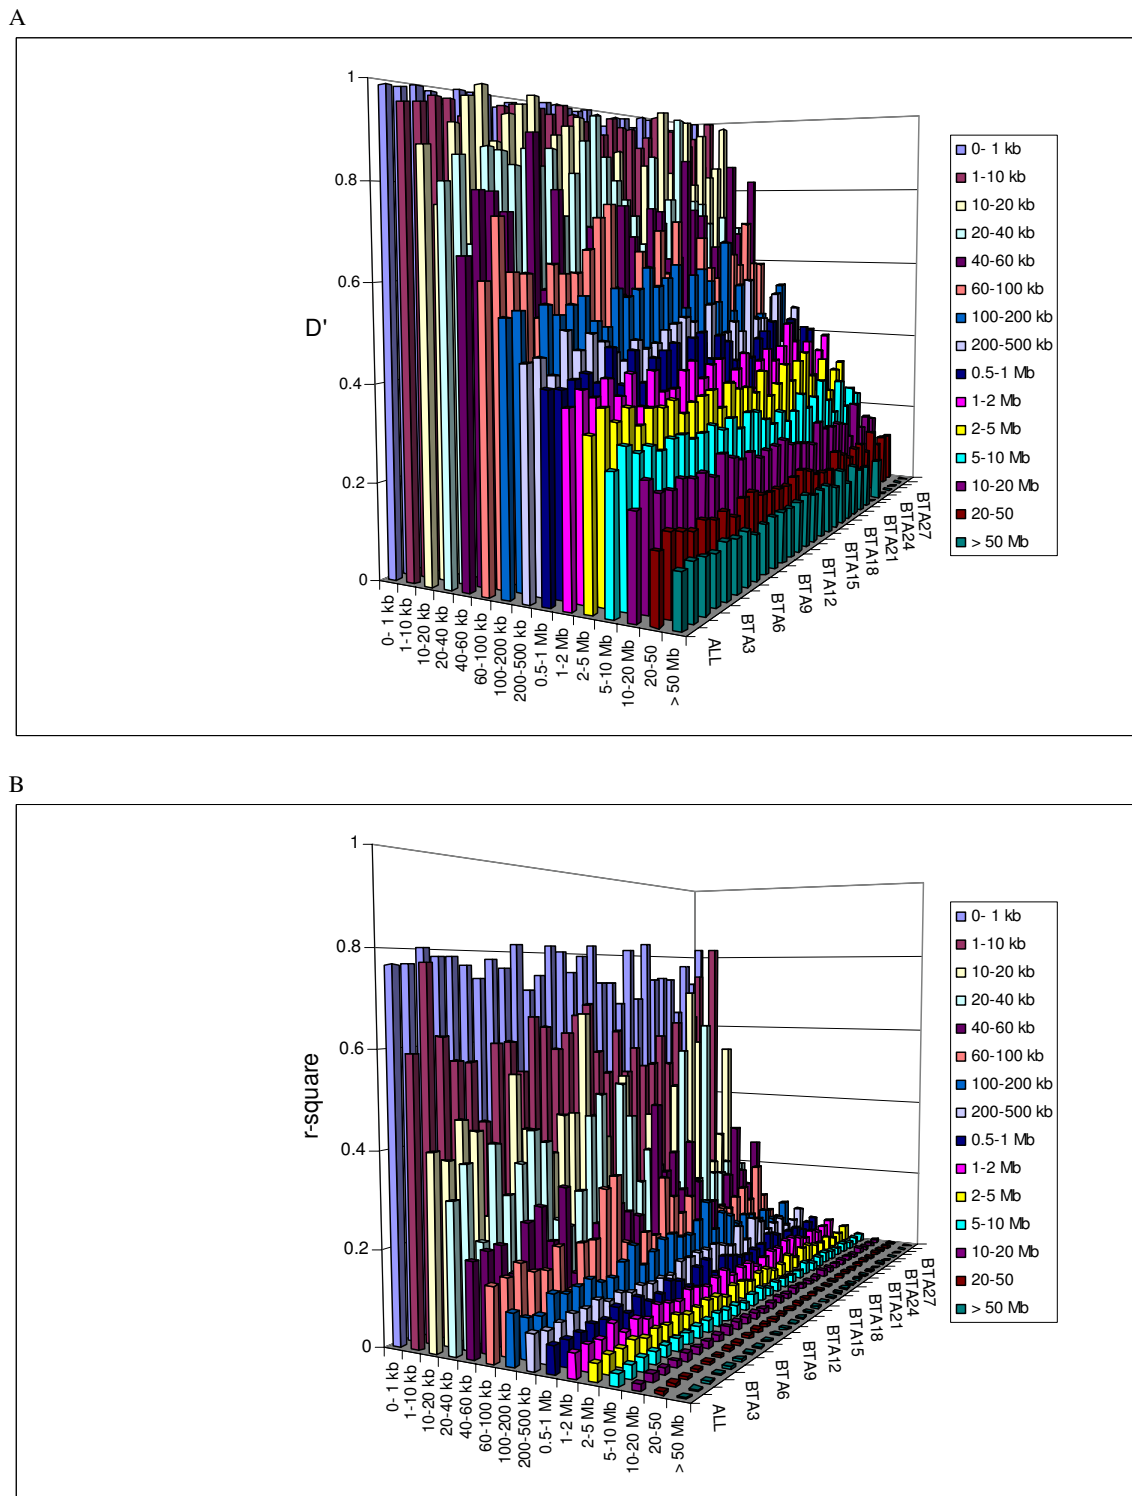 A
1
0.8
0.6
0.4
0.2
0
D'
0- 1 kb
1-10 kb
10-20 kb
20-40 kb
40-60 kb
60-100 kb
100-200 kb
200-500 kb
0.5-1 Mb
1-2 Mb
2-5 Mb
5-10 Mb
10-20 Mb
20-50
> 50 Mb
ALL
BTA3
BTA6
BTA9
BTA12
BTA15
BTA18
BTA21
BTA24
BTA27
0- 1 kb
1-10 kb
10-20 kb
20-40 kb
40-60 kb
60-100 kb
100-200 kb
200-500 kb
0.5-1 Mb
1-2 Mb
2-5 Mb
5-10 Mb
10-20 Mb
20-50
> 50 Mb
B
1
0.8
0.6
0.4
0.2
0
r-square
0- 1 kb
1-10 kb
10-20 kb
20-40 kb
40-60 kb
60-100 kb
100-200 kb
200-500 kb
0.5-1 Mb
1-2 Mb
2-5 Mb
5-10 Mb
10-20 Mb
20-50
> 50 Mb
ALL
BTA3
BTA6
BTA9
BTA12
BTA15
BTA18
BTA21
BTA24
BTA27
0- 1 kb
1-10 kb
10-20 kb
20-40 kb
40-60 kb
60-100 kb
100-200 kb
200-500 kb
0.5-1 Mb
1-2 Mb
2-5 Mb
5-10 Mb
10-20 Mb
20-50
> 50 Mb